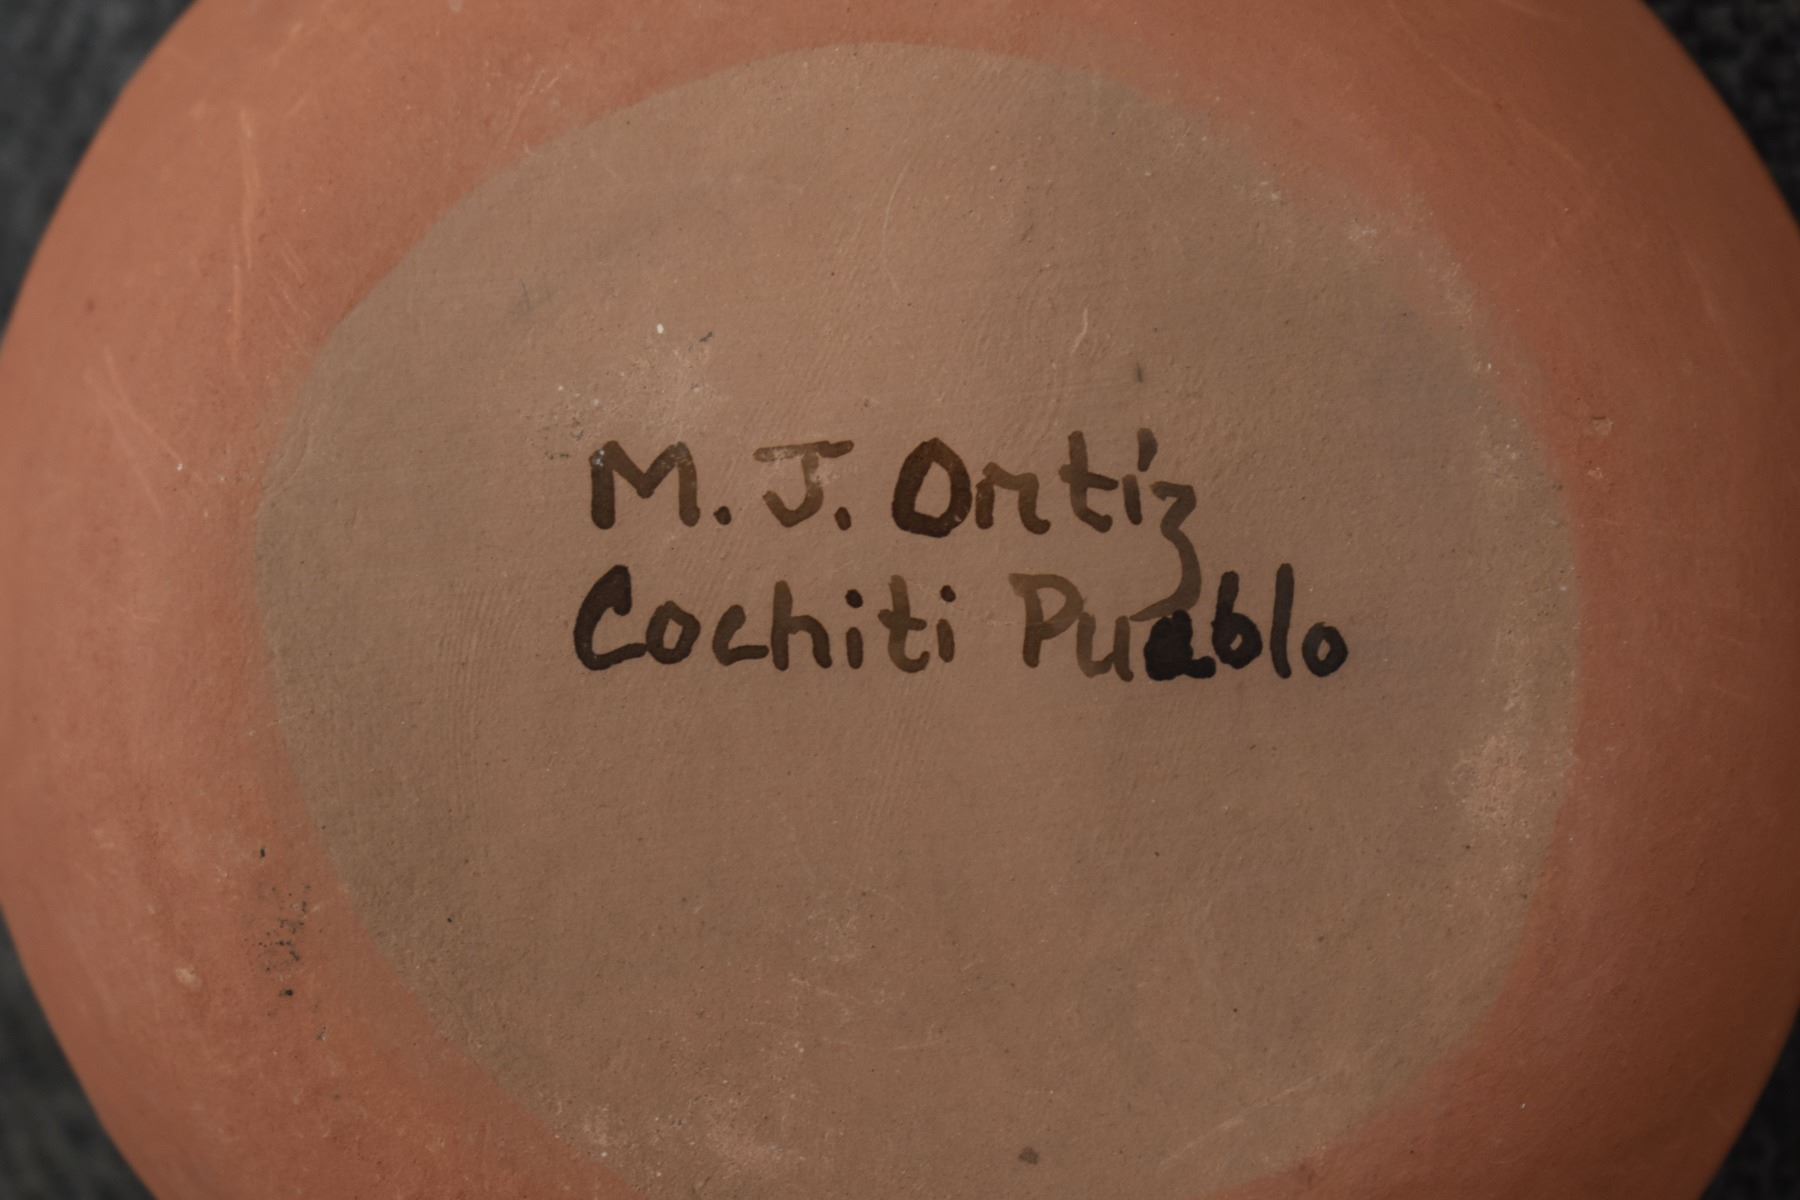 M. J. Ortiz
Cochiti Pueblo